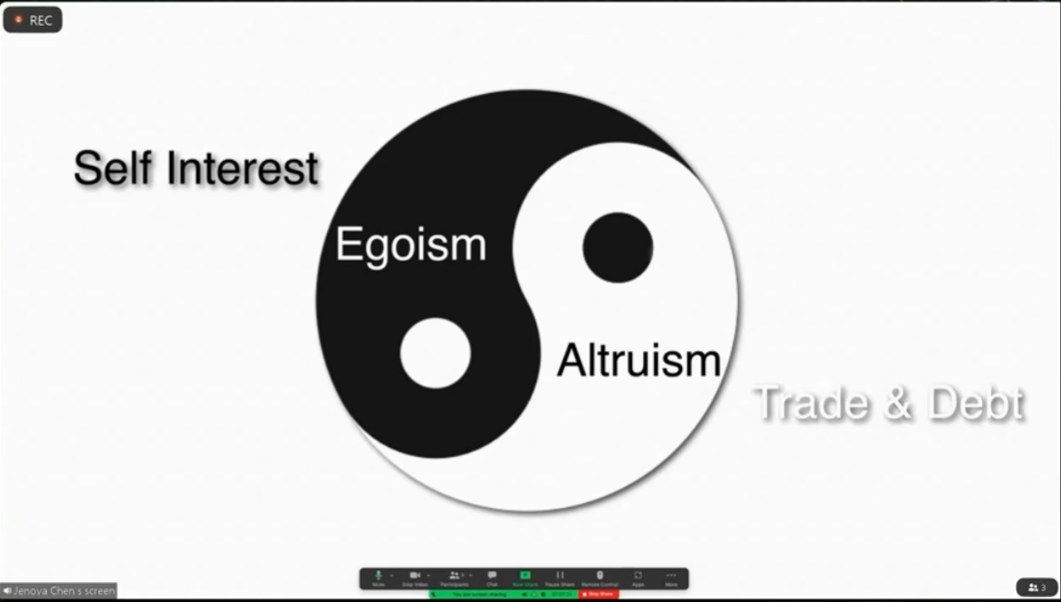 REC
Self Interest
Egoism
Altruism
Trade & Debt
Mute
Stop Video
Participants
Chat
New Share
Pause Share
Remote Control
Apps
More
You are screen sharing
Stop Share
Jenova Chen's screen
3